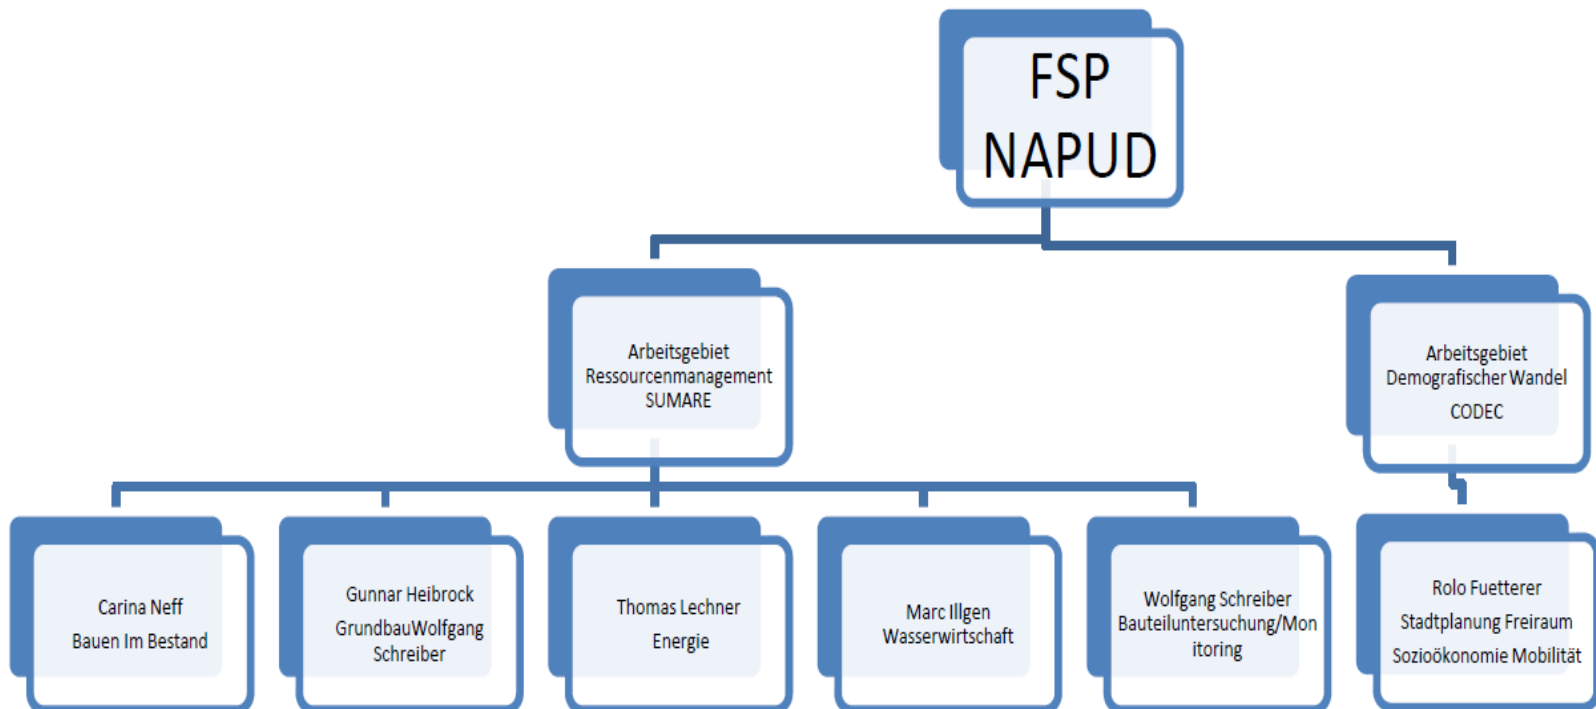 FSP
NAPUD
Arbeitsgebiet
Ressourcenmanagement
SUMARE
Arbeitsgebiet
Demografischer Wandel
CODEC
Carina Neff
Bauen Im Bestand
Gunnar Heibrock
GrundbauWolfgang
Schreiber
Thomas Lechner
Energie
Marc Illgen
Wasserwirtschaft
Wolfgang Schreiber
Bauteiluntersuchung/Mon
itoring
Rolo Fuetterer
Stadtplanung Freiraum
Sozioökonomie Mobilität